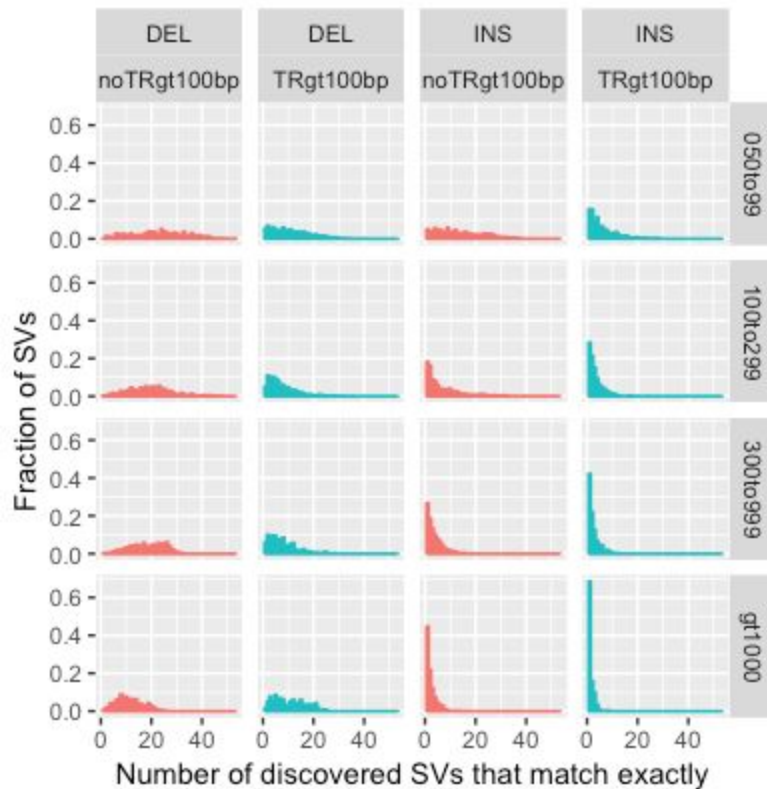 DEL DEL INS INS
noTRgt100bp TRgt100bp noTRgt100bp TRgt100bp
0.6
0.4
0.2
0.0
050to99
0.6
0.4
0.2
0.0
100to299
Fraction of SVs
0.6
0.4
0.2
0.0
300to999
0.6
0.4
0.2
0.0
gt1000
0 20 40 0 20 40 0 20 40 0 20 40
Number of discovered SVs that match exactly